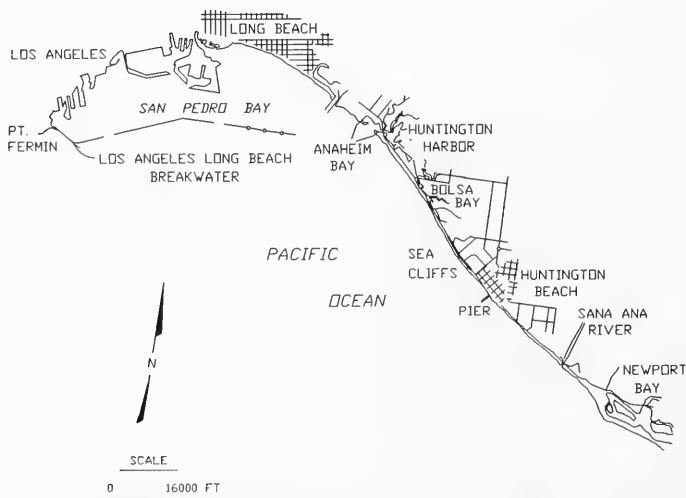 LONG BEACH
LOS ANGELES
SAN PEDRO BAY
PT.
FERMIN
LOS ANGELES LONG BEACH
BREAKWATER
ANAHEIM
BAY
HUNTINGTON
HARBOR
BOLSA
BAY
SEA
CLIFFS
PACIFIC
OCEAN
HUNTINGTON
BEACH
PIER
SANA ANA
RIVER
NEWPORT
BAY
N
SCALE
0 16000 FT